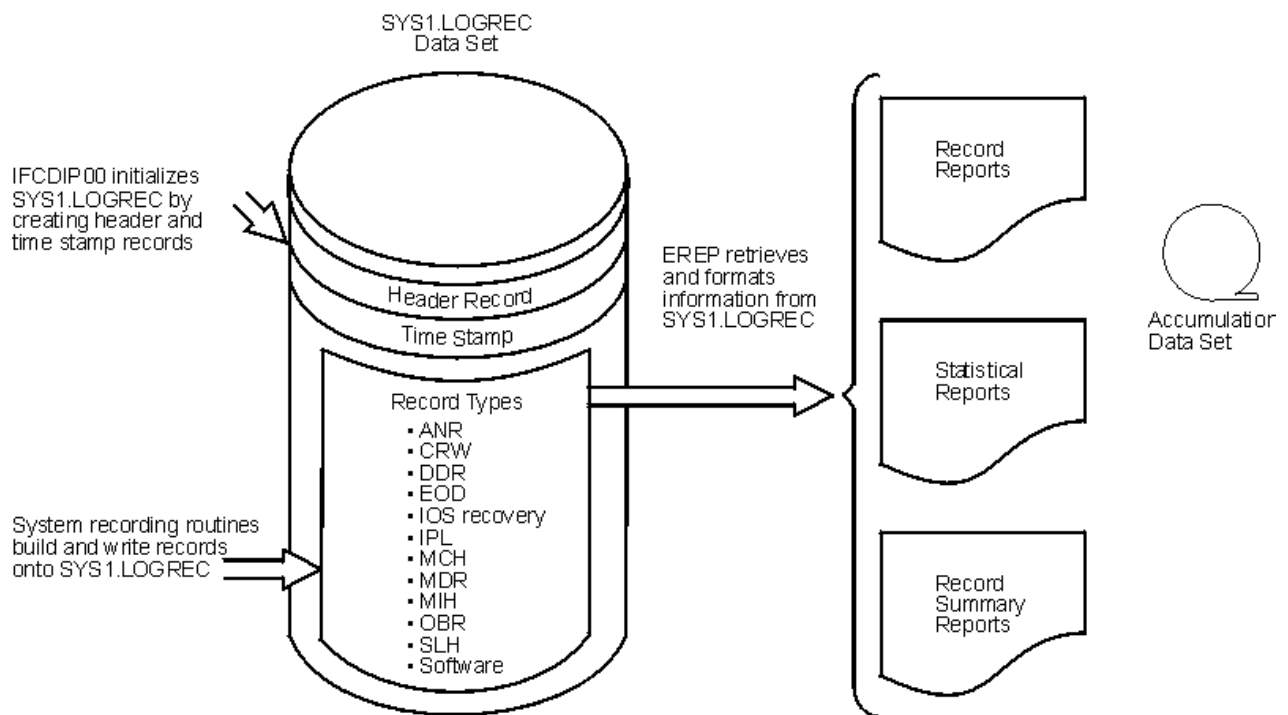 SYS1.LOGREC
Data Set
IFCDIP00 initializes
SYS1.LOGREC by
creating header and
time stamp records
Header Record
Time Stamp
Record Types
▪ ANR
▪ CRW
▪ DDR
▪ EOD
▪ IOS recovery
▪ IPL
▪ MCH
▪ MDR
▪ MIH
▪ OBR
▪ SLH
▪ Software
System recording routines
build and write records
onto SYS1.LOGREC
EREP retrieves
and formats
information from
SYS1.LOGREC
Record
Reports
Statistical
Reports
Record
Summary
Reports
Accumulation
Data Set